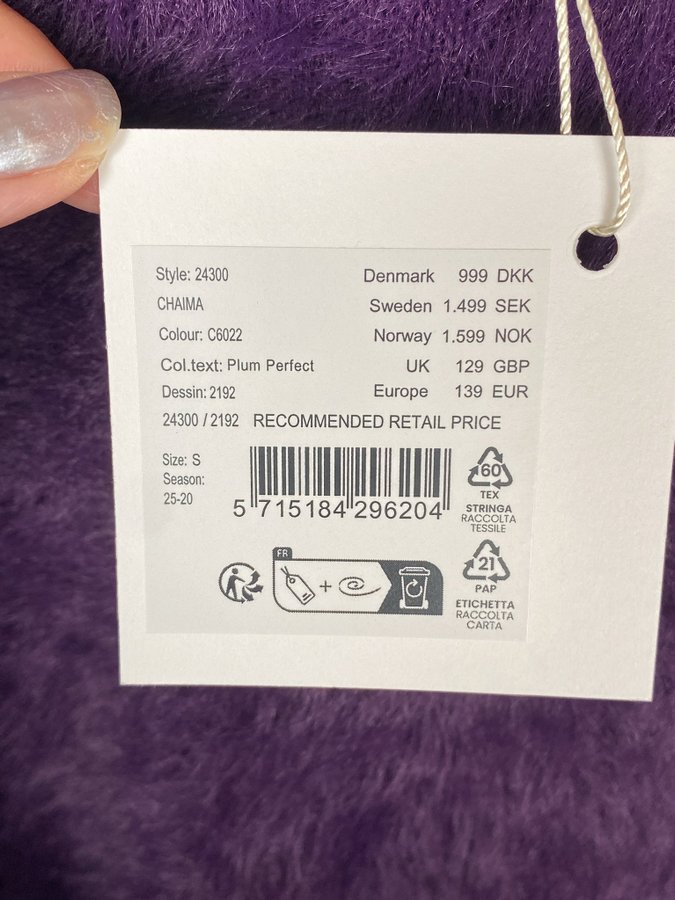 Style: 24300
CHAIMA
Colour: C6022
Col.text: Plum Perfect
Dessin: 2192
24300 / 2192 RECOMMENDED RETAIL PRICE
Denmark 999 DKK
Sweden 1.499 SEK
Norway 1.599 NOK
UK 129 GBP
Europe 139 EUR
Size: S
Season:
25-20
5 715184 296204
60
TEX
STRINGA
RACCOLTA
TESSILE
FR
21
PAP
ETICHETTA
RACCOLTA
CARTA